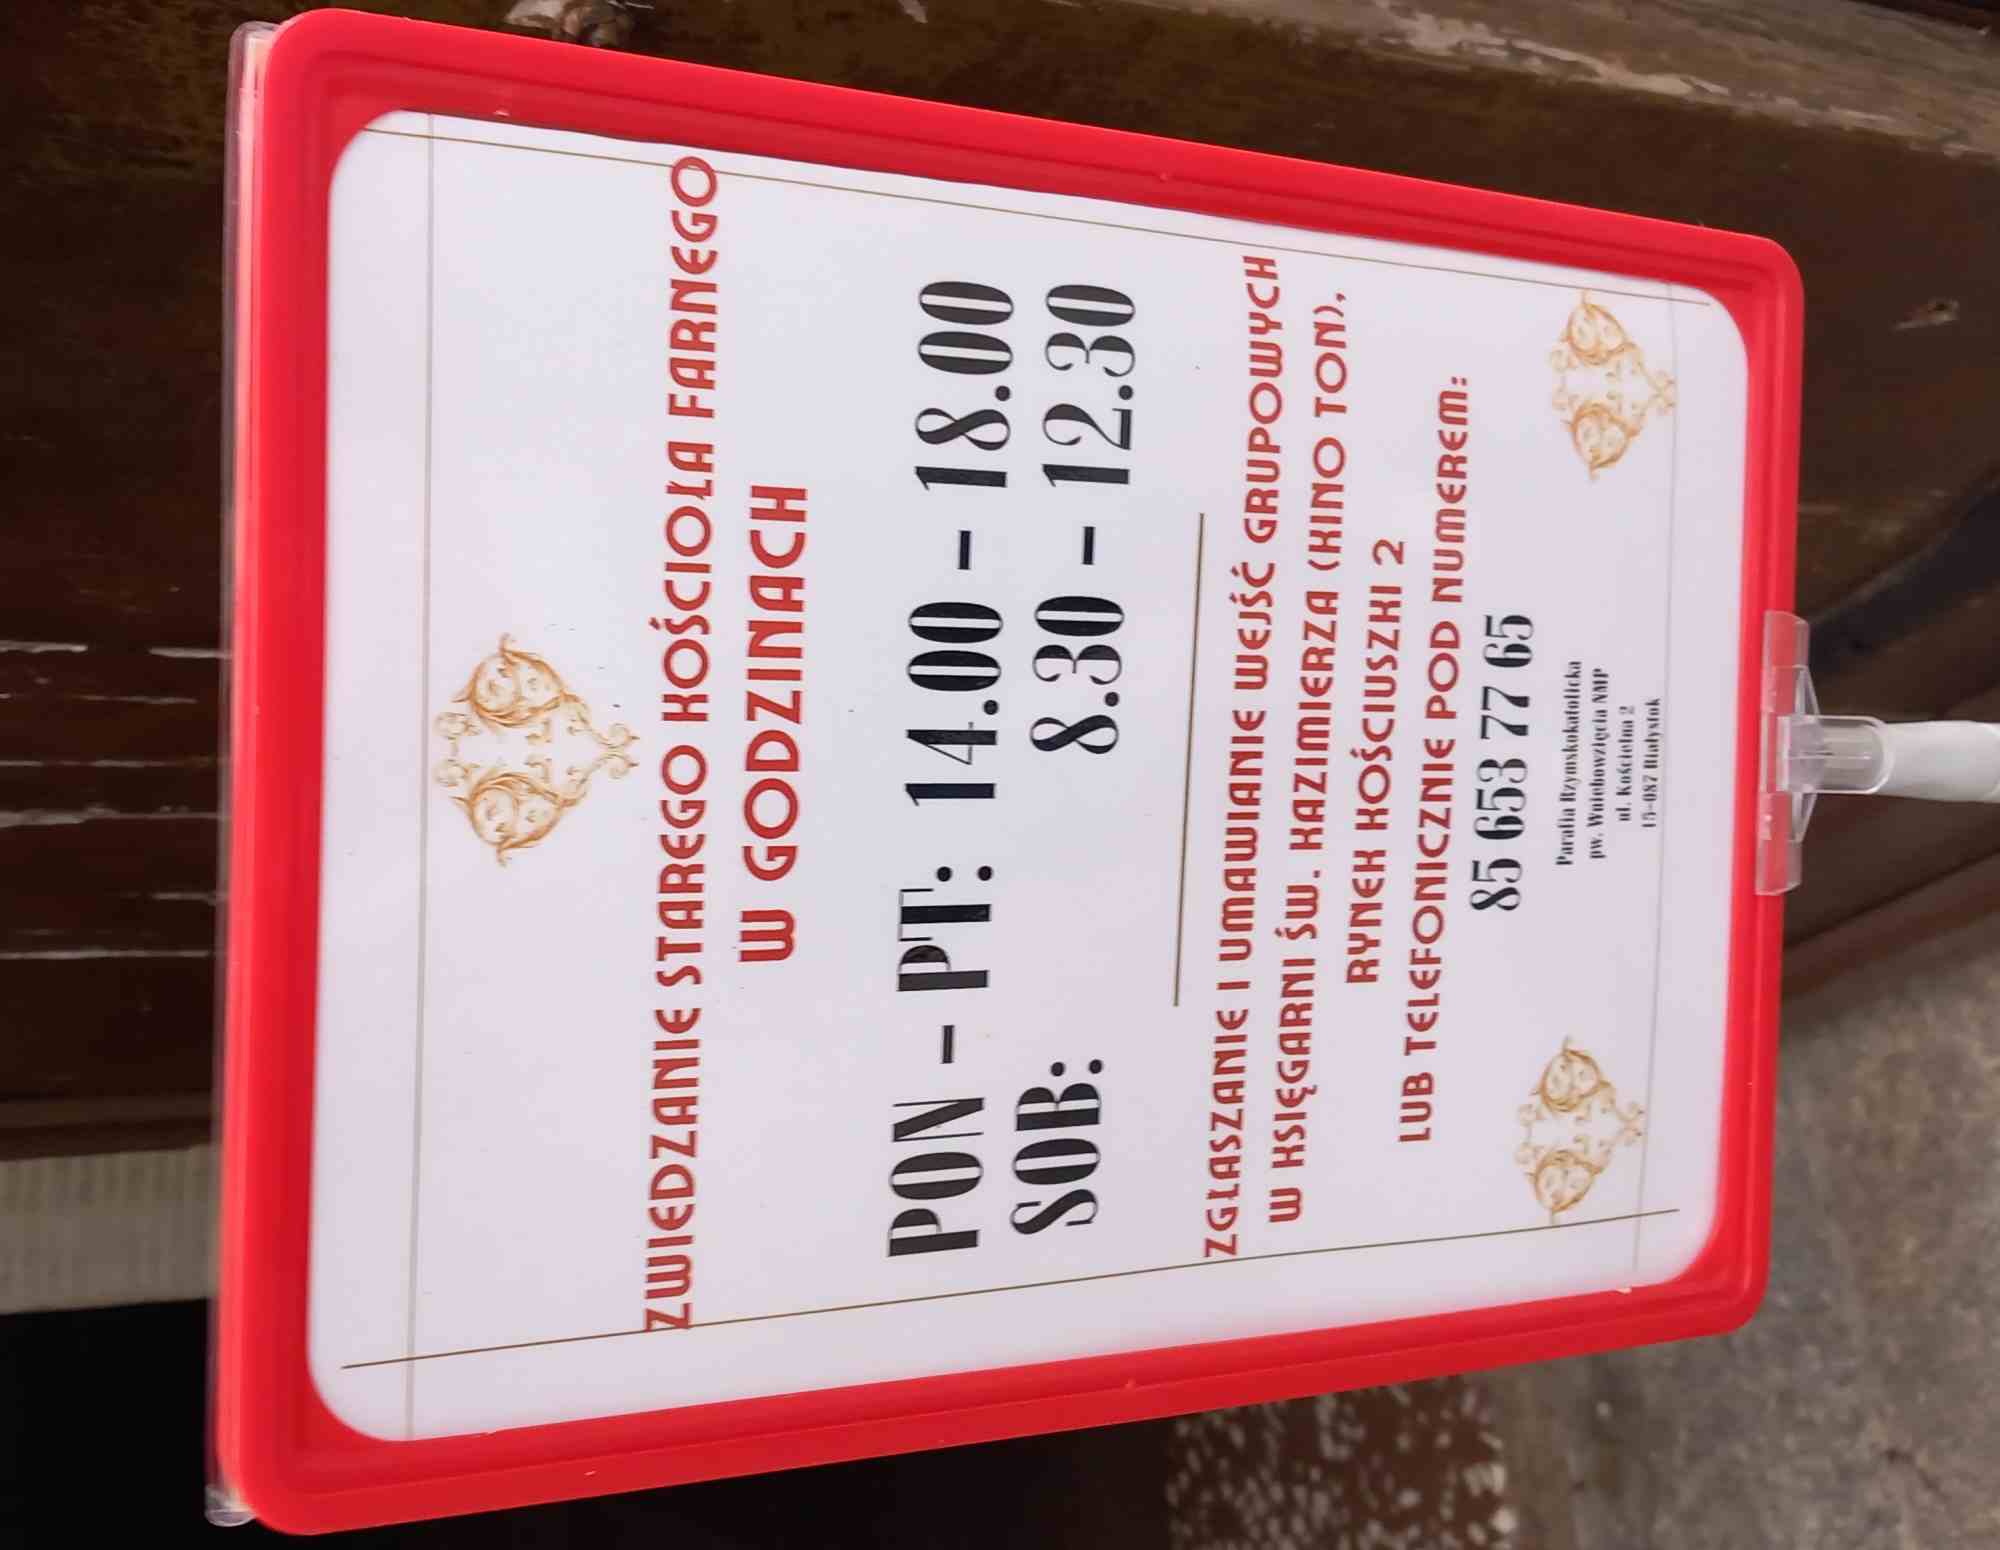 ZWIEDZANIE STAREGO KOŚCIOŁA FARNEGO
W GODZINACH
PON - PT: 14.00 - 18.00
SOB: 8.30 - 12.30
ZGŁASZANIE I UMAWIANIE WEJŚĆ GRUPOWYCH
W KSIĘGARNI ŚW. KAZIMIERZA (KINO TON),
RYNEK KOŚCIUSZKI 2
LUB TELEFONICZNIE POD NUMEREM:
85 653 77 65
Parafia Rzymskokatolicka
pw. Wniebowzięcia NMP
ul. Kościelna 2
15-087 Białystok